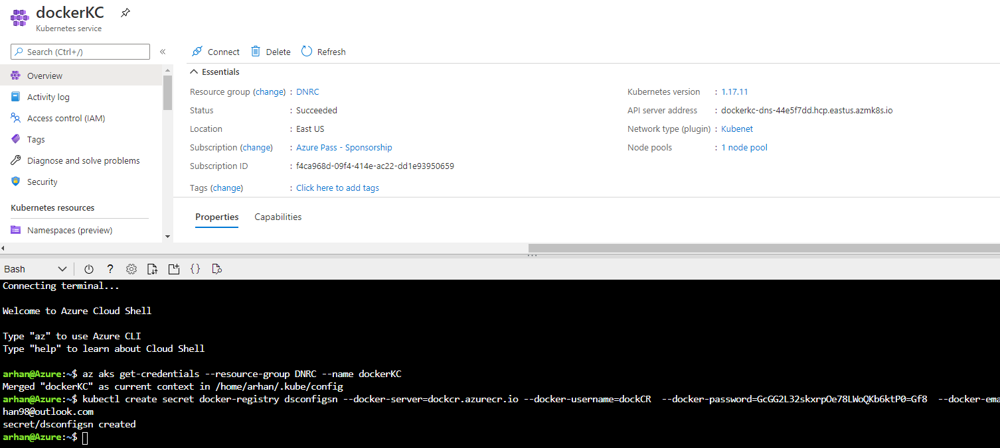 dockerKC
Kubernetes service
Search (Ctrl+/)
«
Connect
Delete
Refresh
Overview
Activity log
Access control (IAM)
Tags
Diagnose and solve problems
Security
Kubernetes resources
Namespaces (preview)
Essentials
Resource group (change) : DNRC
Status : Succeeded
Location : East US
Subscription (change) : Azure Pass - Sponsorship
Subscription ID : f4ca968d-09f4-414e-ac22-dd1e93950659
Tags (change) : Click here to add tags
Kubernetes version : 1.17.11
API server address : dockerkc-dns-44e5f7dd.hcp.eastus.azmk8s.io
Network type (plugin) : Kubenet
Node pools : 1 node pool
Properties
Capabilities
Bash
?
{}
Connecting terminal...
Welcome to Azure Cloud Shell
Type "az" to use Azure CLI
Type "help" to learn about Cloud Shell
arhan@Azure:~$ az aks get-credentials --resource-group DNRC --name dockerKC
Merged "dockerKC" as current context in /home/arhan/.kube/config
arhan@Azure:~$ kubectl create secret docker-registry dsconfigsn --docker-server=dockcr.azurecr.io --docker-username=dockCR --docker-password=GcGG2L32skxrpOe78LWoQKb6ktP0=Gf8 --docker-ema
han98@outlook.com
secret/dsconfigsn created
arhan@Azure:~$